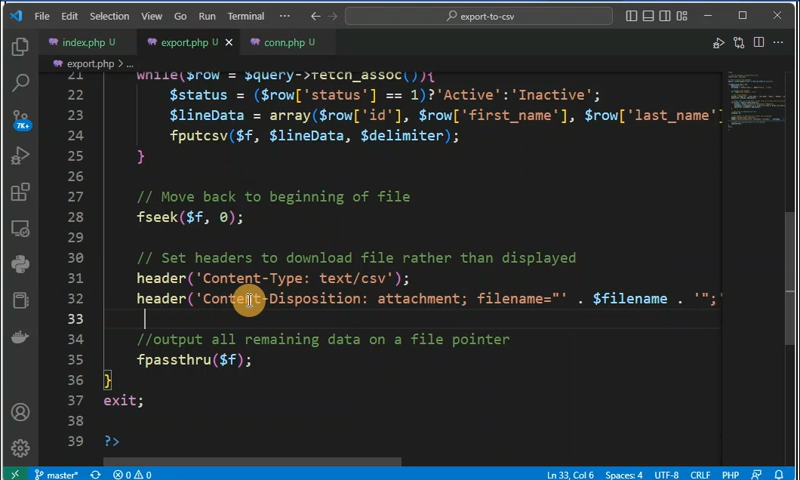 File Edit Selection View Go Run Terminal ··· export-to-csv
index.php U export.php U conn.php U
export.php > ...
21 while($row = $query->fetch_assoc()){
22 $status = ($row['status'] == 1)?'Active':'Inactive';
23 $lineData = array($row['id'], $row['first_name'], $row['last_name']
24 fputcsv($f, $lineData, $delimiter);
25 }
26
27 // Move back to beginning of file
28 fseek($f, 0);
29
30 // Set headers to download file rather than displayed
31 header('Content-Type: text/csv');
32 header('Content-Disposition: attachment; filename="' . $filename . '";'
33
34 //output all remaining data on a file pointer
35 fpassthru($f);
36 }
37 exit;
38
39 ?>
7K+
master* 0 0 Ln 33, Col 6 Spaces: 4 UTF-8 CRLF PHP